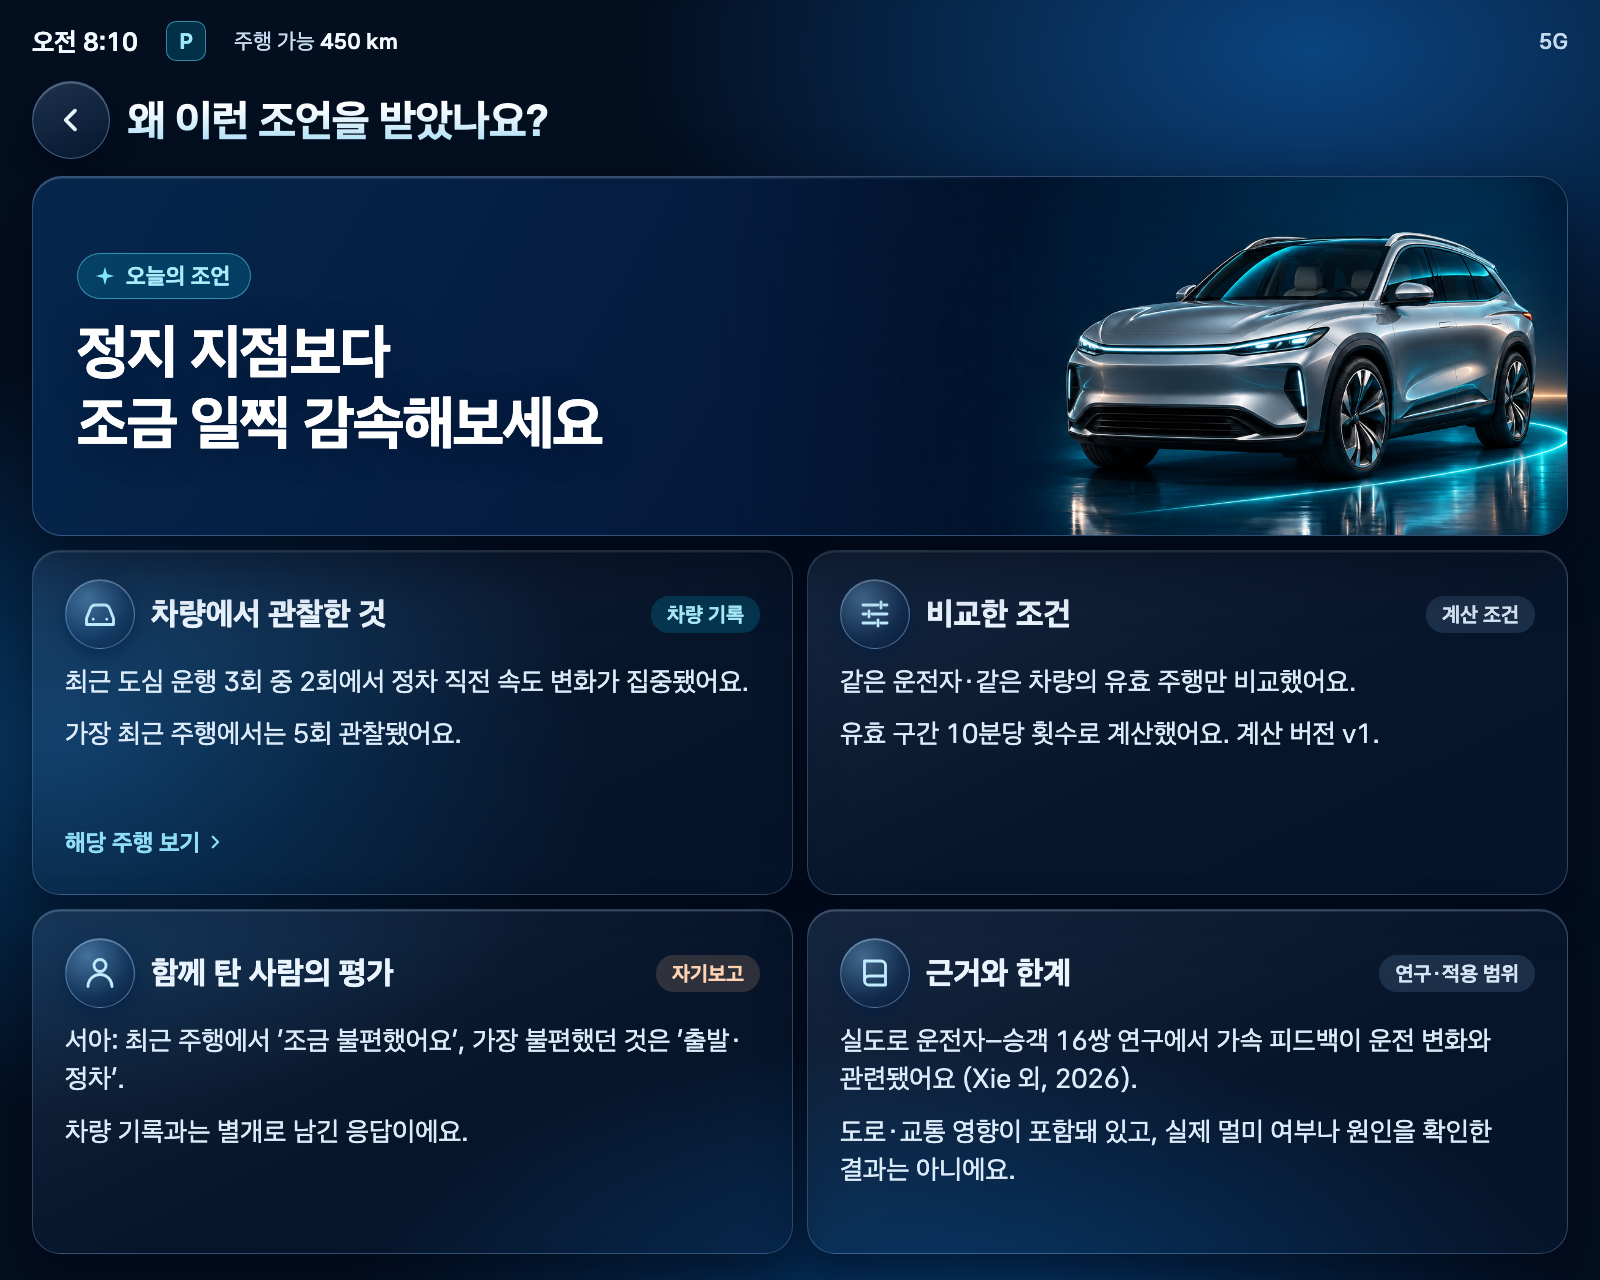 오전 8:10
P
주행 가능 450 km
5G
왜 이런 조언을 받았나요?
오늘의 조언
정지 지점보다
조금 일찍 감속해보세요
차량에서 관찰한 것
차량 기록
최근 도심 운행 3회 중 2회에서 정차 직전 속도 변화가 집중됐어요.
가장 최근 주행에서는 5회 관찰됐어요.
해당 주행 보기
비교한 조건
계산 조건
같은 운전자·같은 차량의 유효 주행만 비교했어요.
유효 구간 10분당 횟수로 계산했어요. 계산 버전 v1.
함께 탄 사람의 평가
자기보고
서아: 최근 주행에서 '조금 불편했어요', 가장 불편했던 것은 '출발·
정차'.
차량 기록과는 별개로 남긴 응답이에요.
근거와 한계
연구·적용 범위
실도로 운전자–승객 16쌍 연구에서 가속 피드백이 운전 변화와
관련됐어요 (Xie 외, 2026).
도로·교통 영향이 포함돼 있고, 실제 멀미 여부나 원인을 확인한
결과는 아니에요.